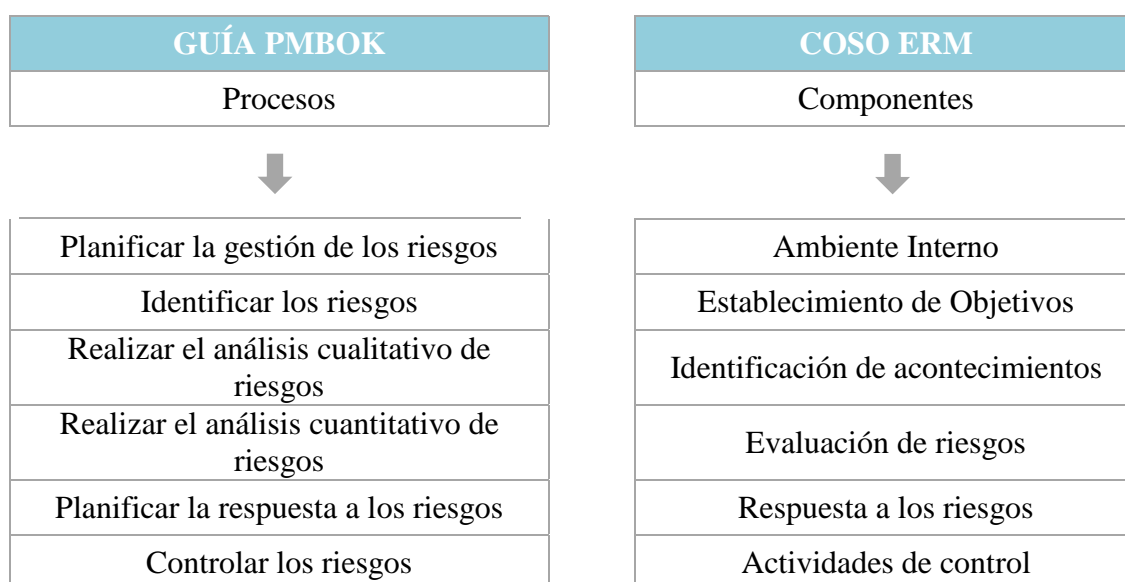 GUÍA PMBOK
Procesos
Planificar la gestión de los riesgos
Identificar los riesgos
Realizar el análisis cualitativo de
riesgos
Realizar el análisis cuantitativo de
riesgos
Planificar la respuesta a los riesgos
Controlar los riesgos
COSO ERM
Componentes
Ambiente Interno
Establecimiento de Objetivos
Identificación de acontecimientos
Evaluación de riesgos
Respuesta a los riesgos
Actividades de control